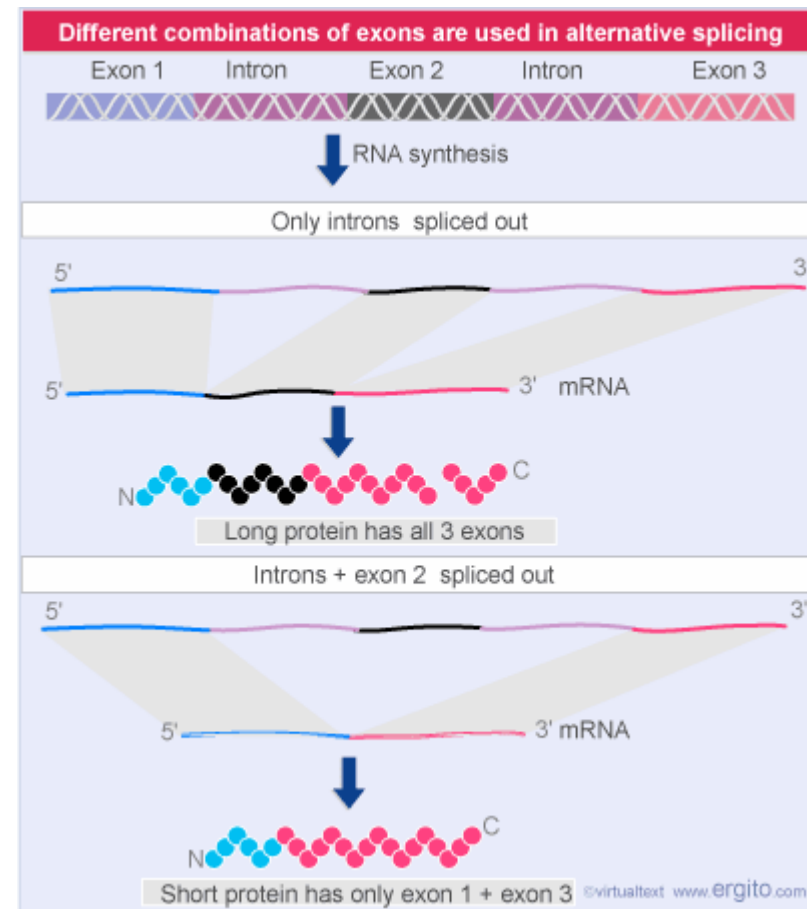 Different combinations of exons are used in alternative splicing
Exon 1 Intron Exon 2 Intron Exon 3
RNA synthesis
Only introns spliced out
5' 3'
5' 3' mRNA
N C
Long protein has all 3 exons
Introns + exon 2 spliced out
5' 3'
5' 3' mRNA
N C
Short protein has only exon 1 + exon 3
©virtualtext www.ergito.com